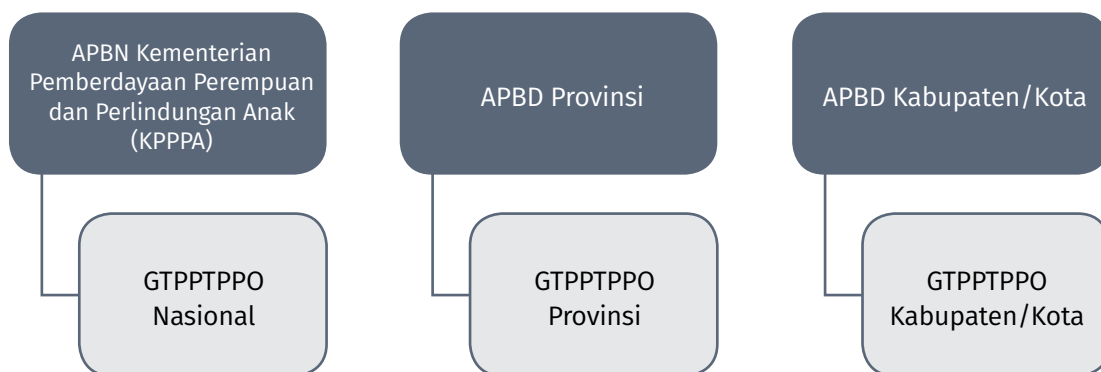 APBN Kementerian
Pemberdayaan Perempuan
dan Perlindungan Anak
(KPPPA)
GTPPTPPO
Nasional
APBD Provinsi
GTPPTPPO
Provinsi
APBD Kabupaten/Kota
GTPPTPPO
Kabupaten/Kota